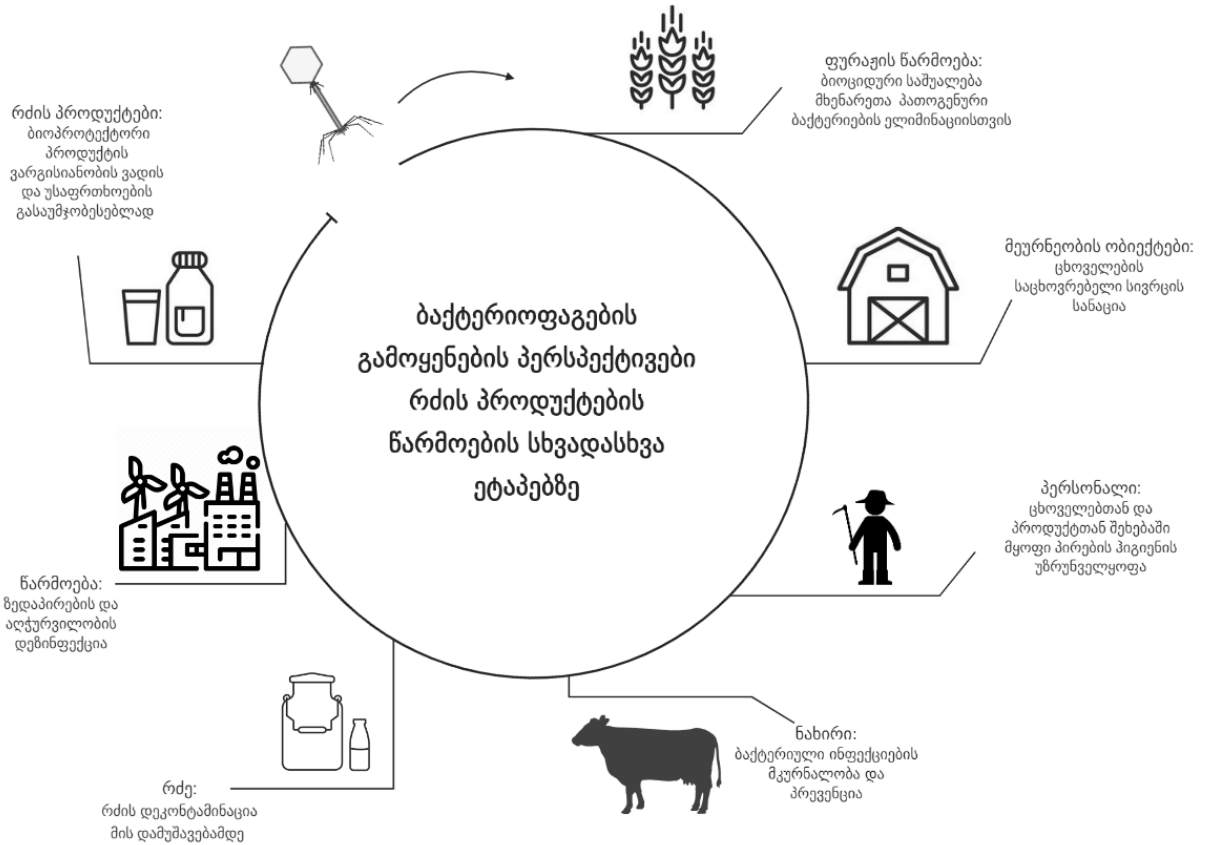 ბაქტერიოფაგების
გამოყენების პერსპექტივები
რძის პროდუქტების
წარმოების სხვადასხვა
ეტაპებზე
ფურაჟის წარმოება:
ბიოციდური საშუალება
მხენარეთა პათოგენური
ბაქტერიების ელიმინაციისთვის
მეურნეობის ობიექტები:
ცხოველების
საცხოვრებელი სივრცის
სანაცია
პერსონალი:
ცხოველებთან და
პროდუქტთან შეხებაში
მყოფი პირების ჰიგიენის
უზრუნველყოფა
ნახირი:
ბაქტერიული ინფექციების
მკურნალობა და
პრევენცია
რძე:
რძის დეკონტამინაცია
მის დამუშავებამდე
წარმოება:
ზედაპირების და
აღჭურვილობის
დეზინფექცია
რძის პროდუქტები:
ბიოპროტექტორი
პროდუქტის
ვარგისიანობის ვადის
და უსაფრთხოების
გასაუმჯობესებლად